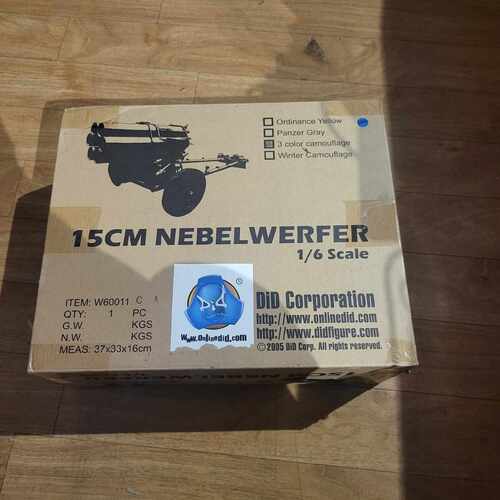 Ordinance Yellow
Panzer Gray
3 color camouflage
Winter Camouflage
15CM NEBELWERFER
1/6 Scale
ITEM: W60011 C
QTY: 1 PC
G.W. KGS
N.W. KGS
MEAS: 37x33x16cm
DiD
®
www.onlinedid.com
DiD Corporation
http://www.onlinedid.com
http://www.didfigure.com
©2005 DiD Corp. All rights reserved.